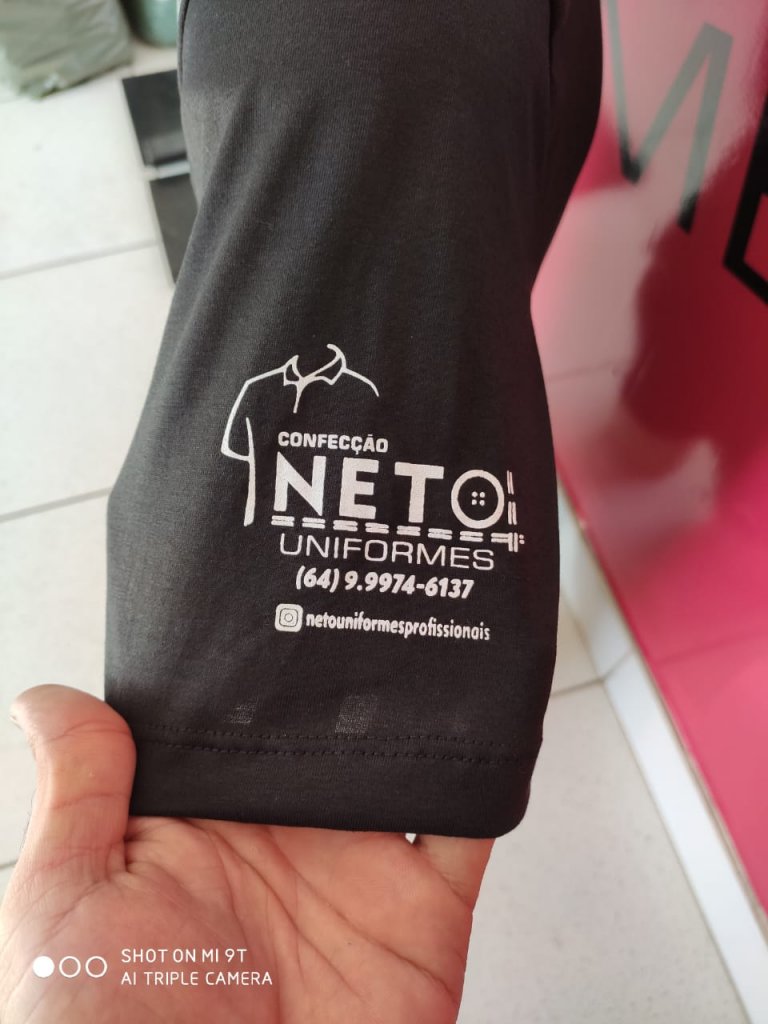 CONFECÇÃO
NETO
UNIFORMES
(64) 9.9974-6137
netouniformesprofissionais
SHOT ON MI 9T
AI TRIPLE CAMERA